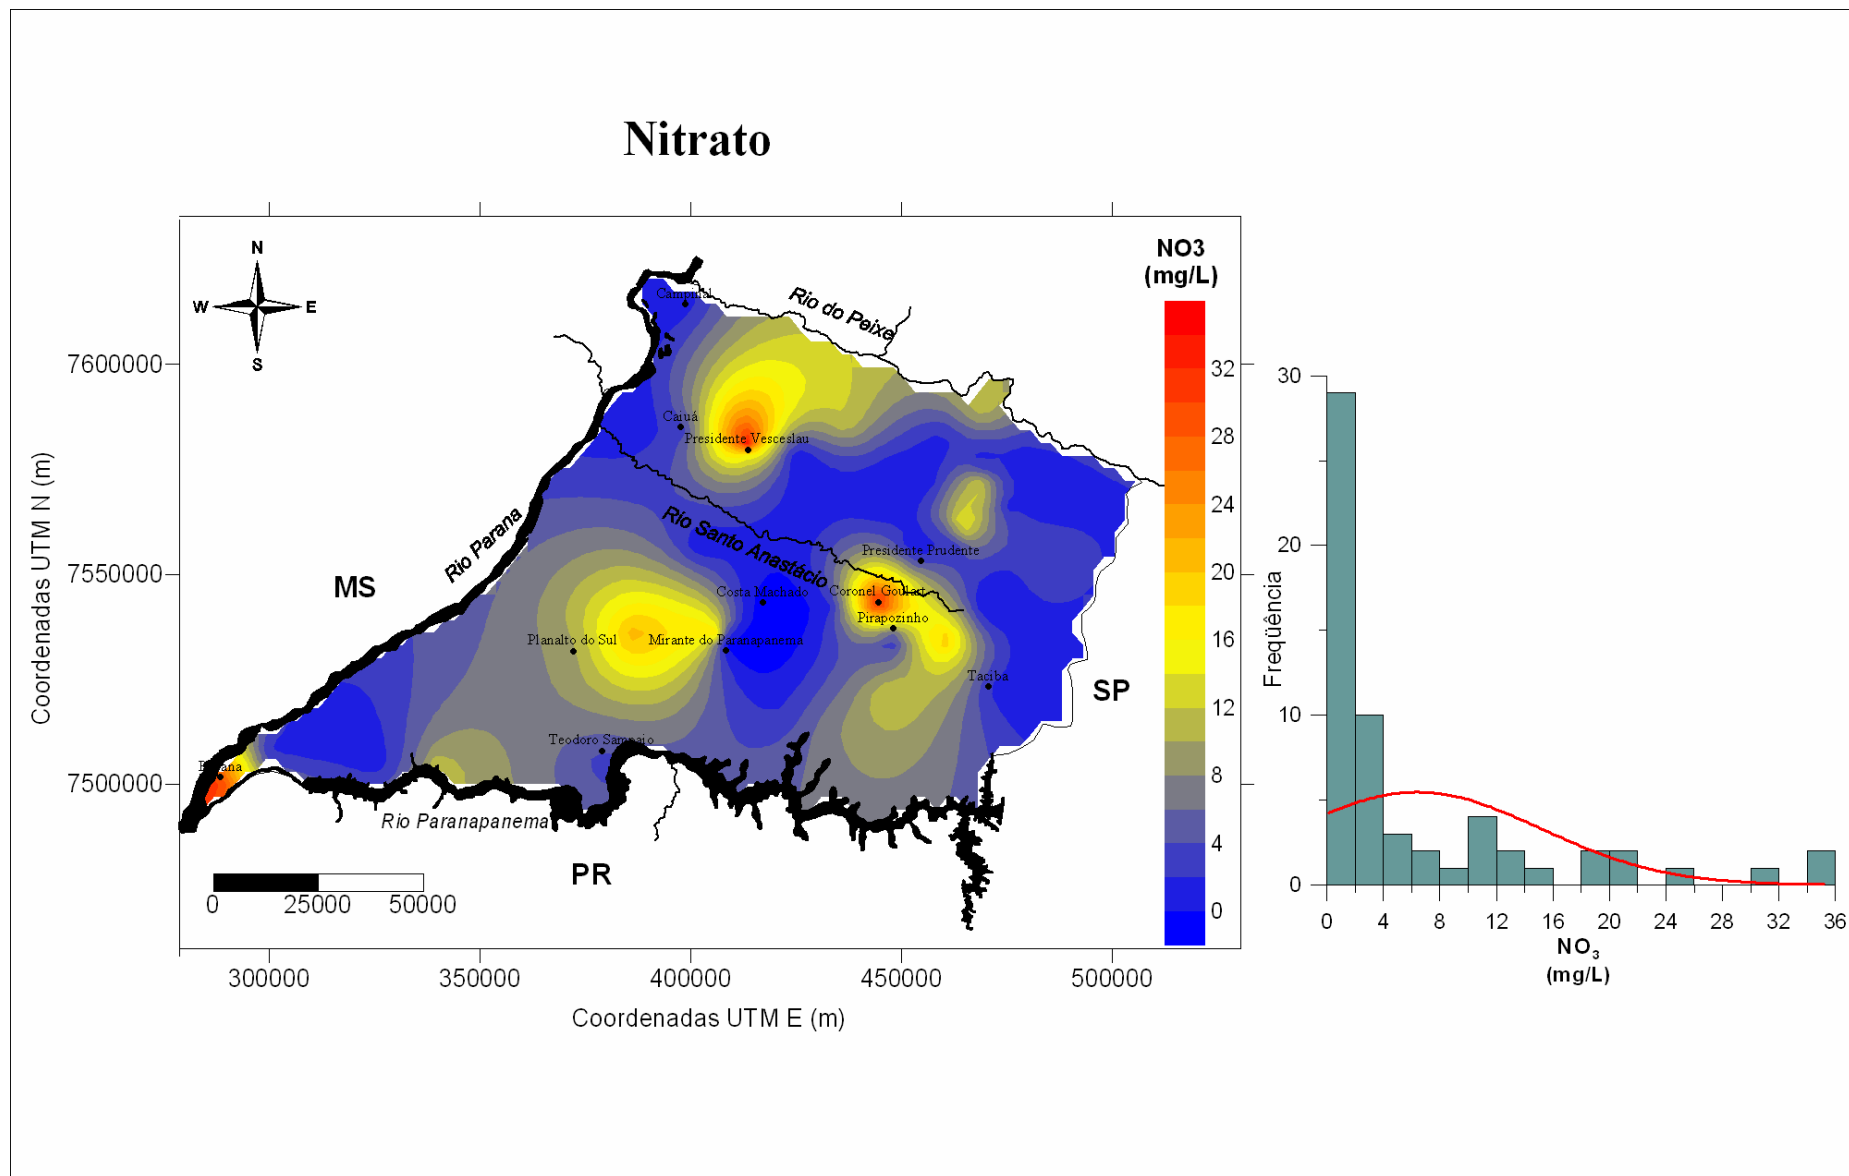 Nitrato
N
W
E
S
NO3
(mg/L)
32
28
24
20
16
12
8
4
0
7600000
7550000
7500000
Coordenadas UTM N (m)
Campinal
Rio do Peixe
Caiuá
Presidente Vesceslau
Rio Parana
Rio Santo Anastácio
Presidente Prudente
MS
Costa Machado
Coronel Goulart
Pirapozinho
Planalto do Sul
Mirante do Paranapanema
Taciba
SP
Teodoro Sampaio
Rio Paranapanema
PR
0
25000
50000
300000
350000
400000
450000
500000
Coordenadas UTM E (m)
30
20
10
0
Freqüência
0
4
8
12
16
20
24
28
32
36
NO3
(mg/L)